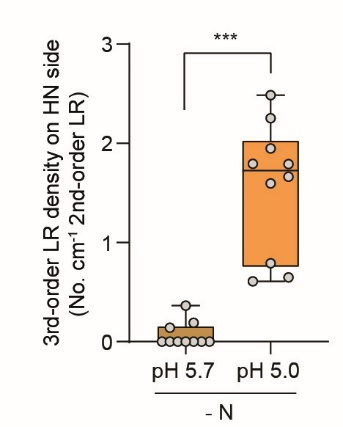 3rd-order LR density on HN side
(No. cm⁻¹ 2nd-order LR)
***
3
2
1
0
pH 5.7 pH 5.0
- N